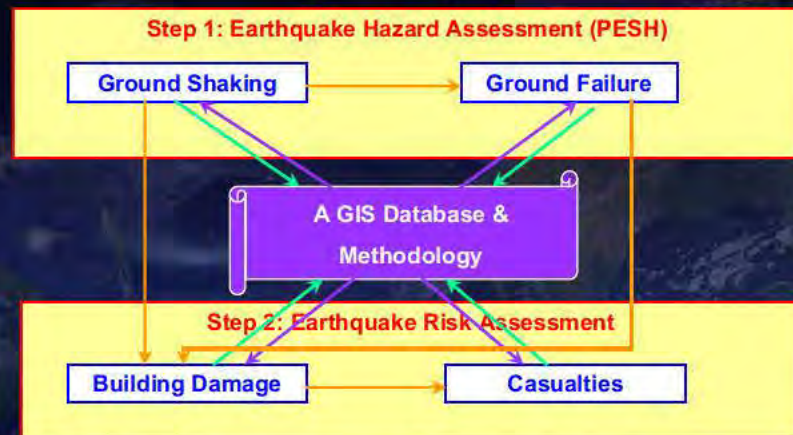 Step 1: Earthquake Hazard Assessment (PESH)
Ground Shaking
Ground Failure
A GIS Database &
Methodology
Step 2: Earthquake Risk Assessment
Building Damage
Casualties